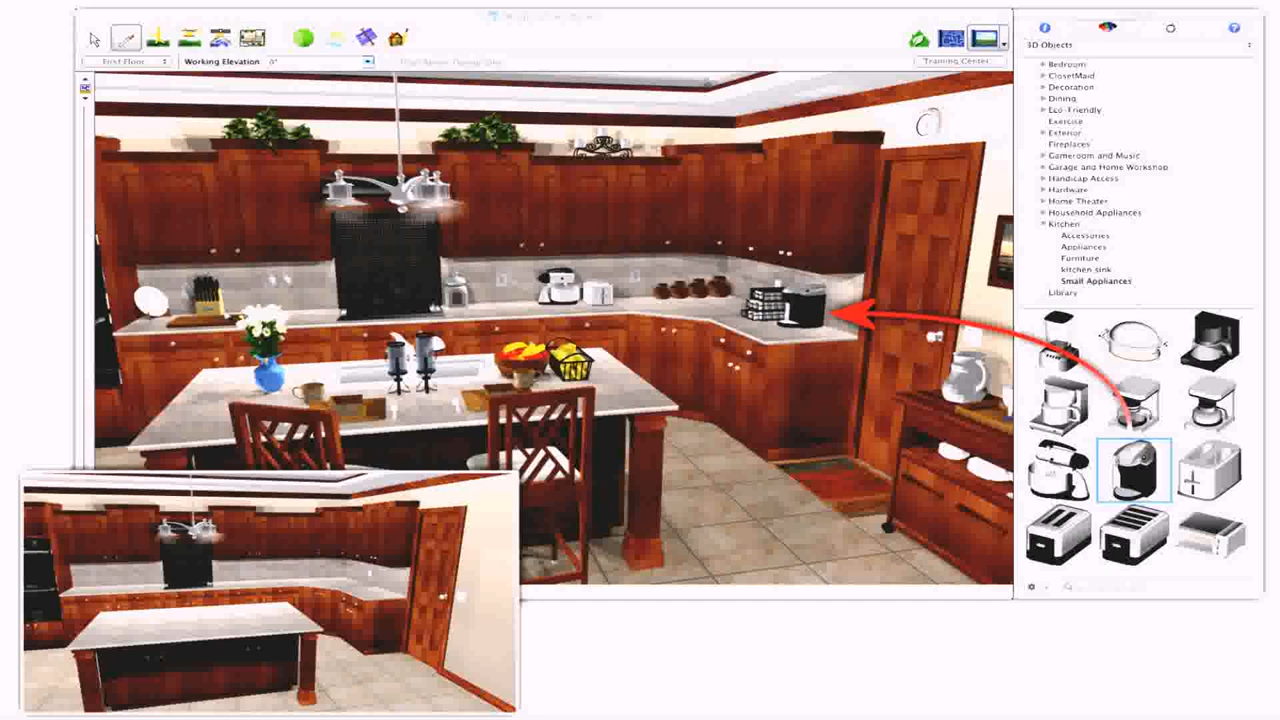 3D Objects
First Floor
Working Elevation 0"
Training Center
Bedroom
ClosetMaid
Decoration
Dining
Eco-Friendly
Exercise
Exterior
Fireplaces
Gameroom and Music
Garage and Home Workshop
Handicap Access
Hardware
Home Theater
Household Appliances
Kitchen
Accessories
Appliances
Furniture
kitchen sink
Small Appliances
Library